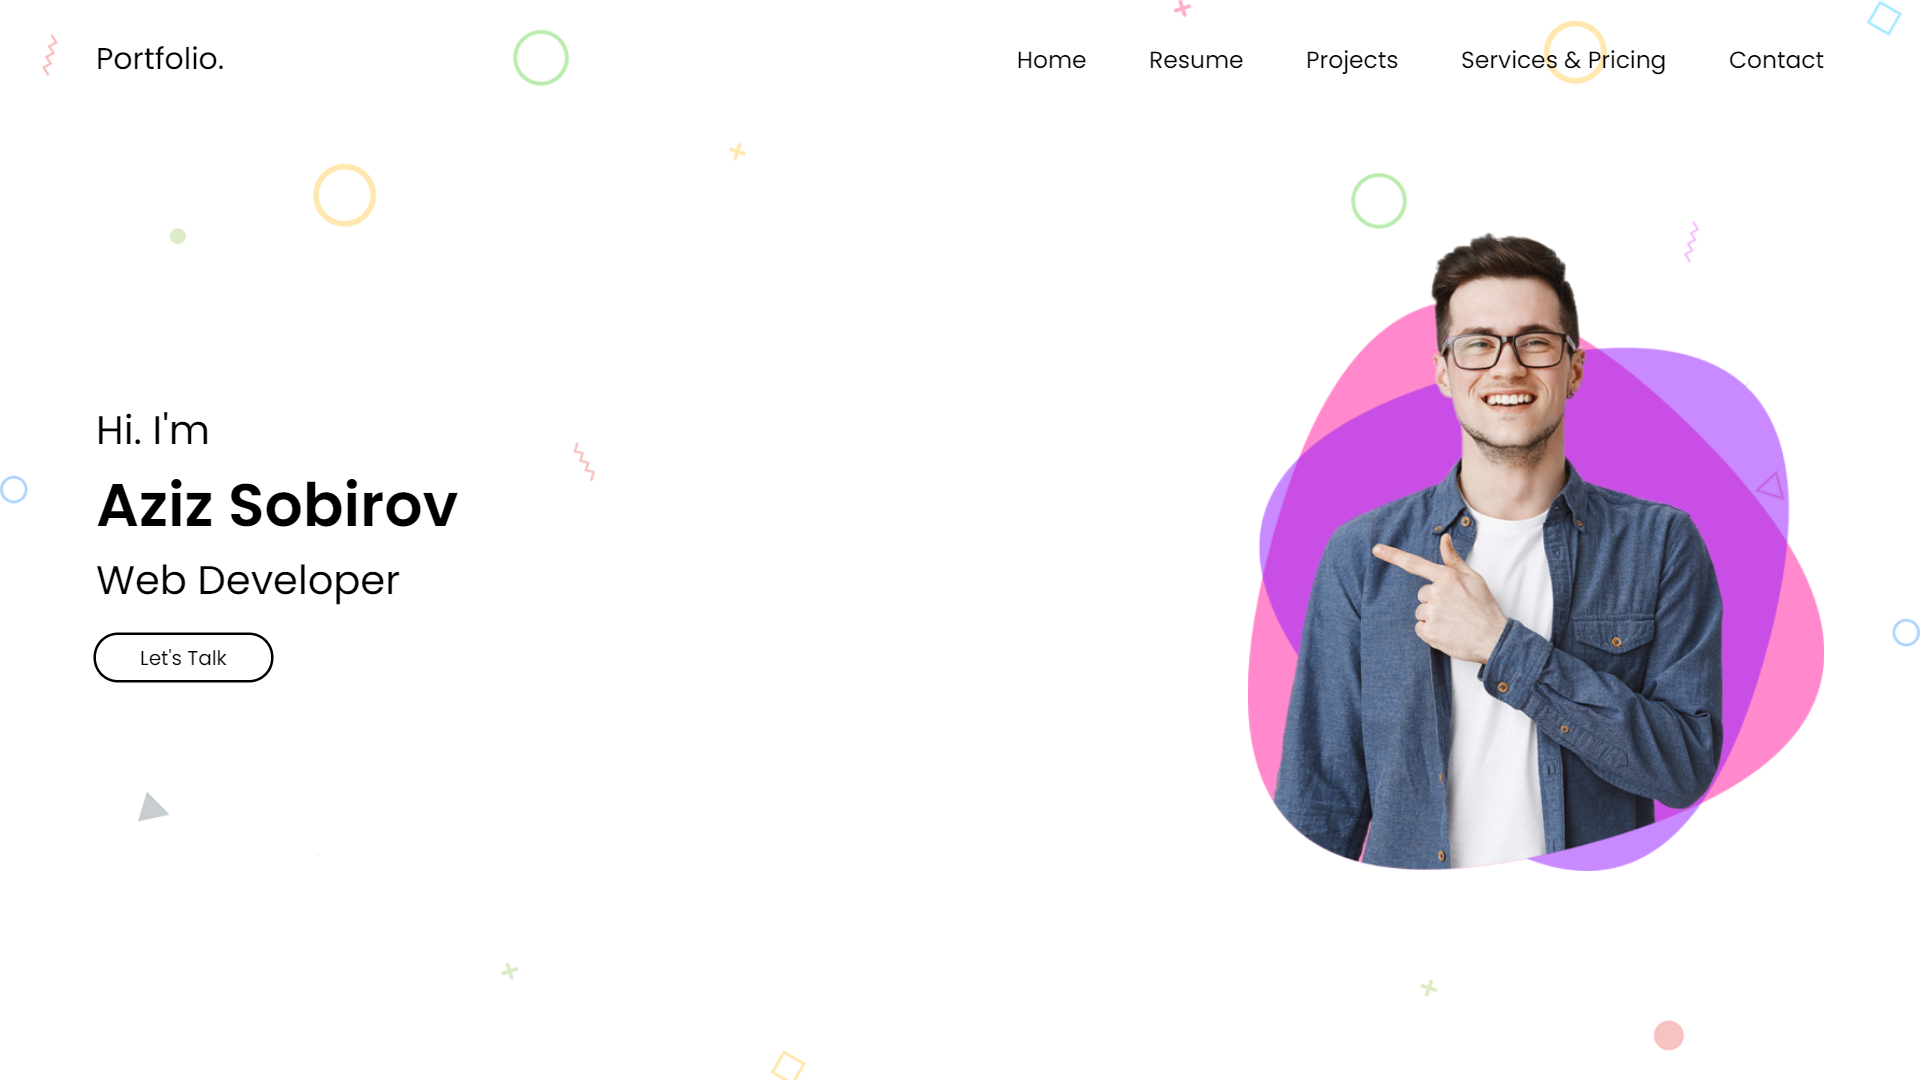 Portfolio.
Home Resume Projects Services & Pricing Contact
Hi. I'm
Aziz Sobirov
Web Developer
Let's Talk